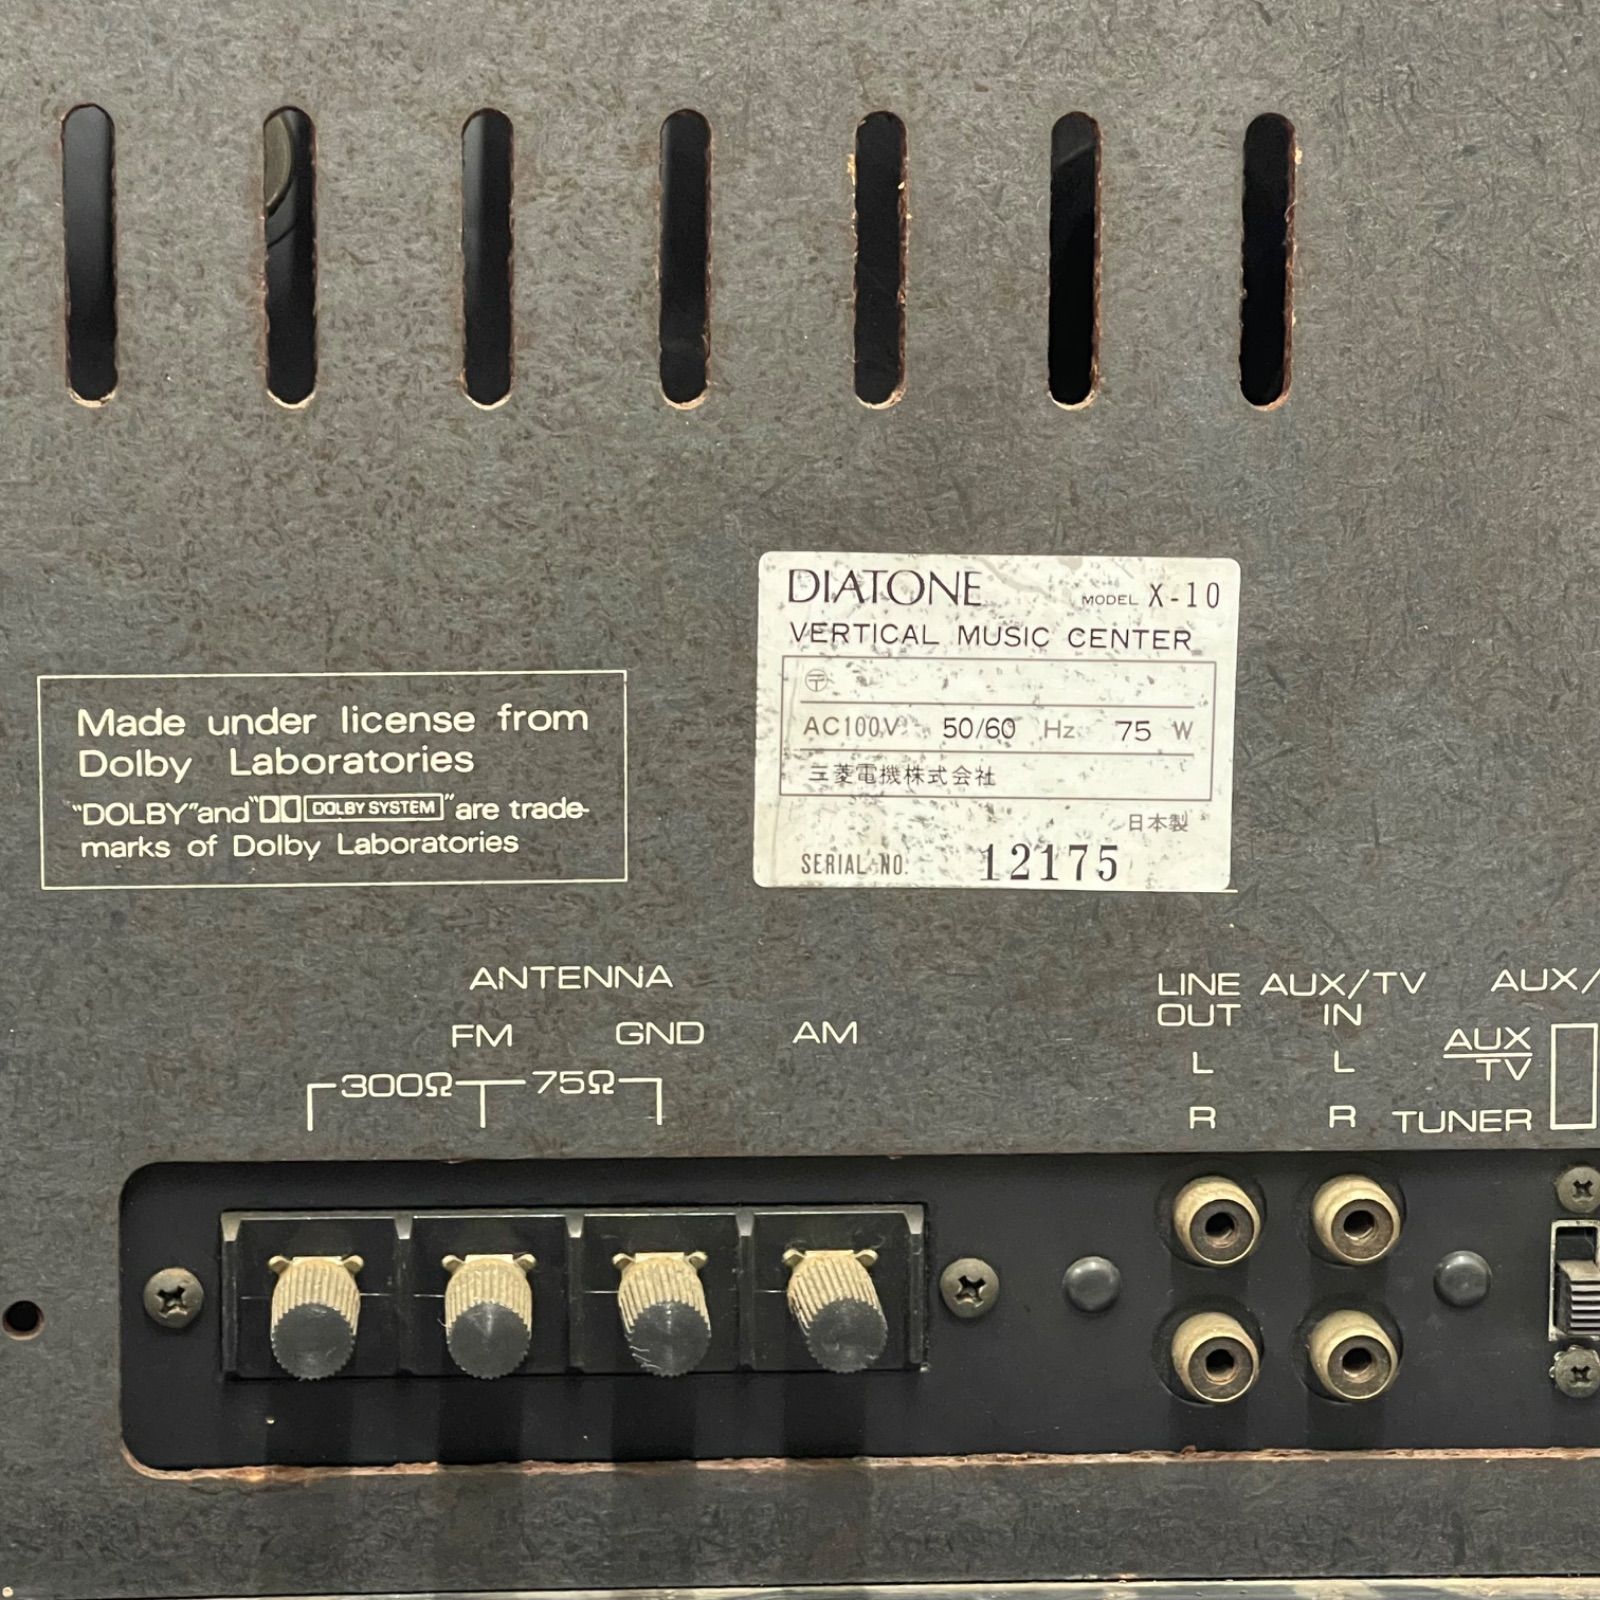 DIATONE MODEL X-10
VERTICAL MUSIC CENTER
〒
AC100V 50/60 Hz 75 W
三菱電機株式会社
日本製
SERIAL NO. 12175
Made under license from
Dolby Laboratories
"DOLBY"and"DOLBY SYSTEM"are trade-
marks of Dolby Laboratories
ANTENNA
FM GND AM
300Ω 75Ω
LINE OUT
L
R
AUX/TV IN
L
R
AUX/
AUX
TV
TUNER